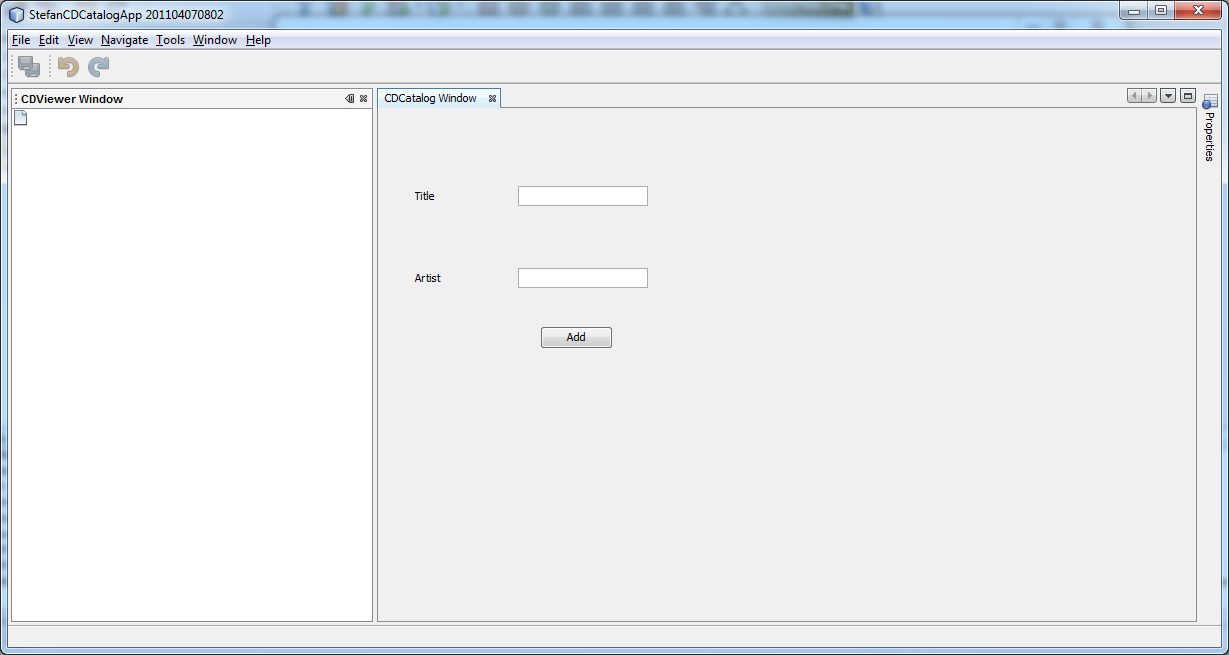 StefanCDCatalogApp 201104070802
File Edit View Navigate Tools Window Help
CDViewer Window
CDCatalog Window
Properties
Title
Artist
Add